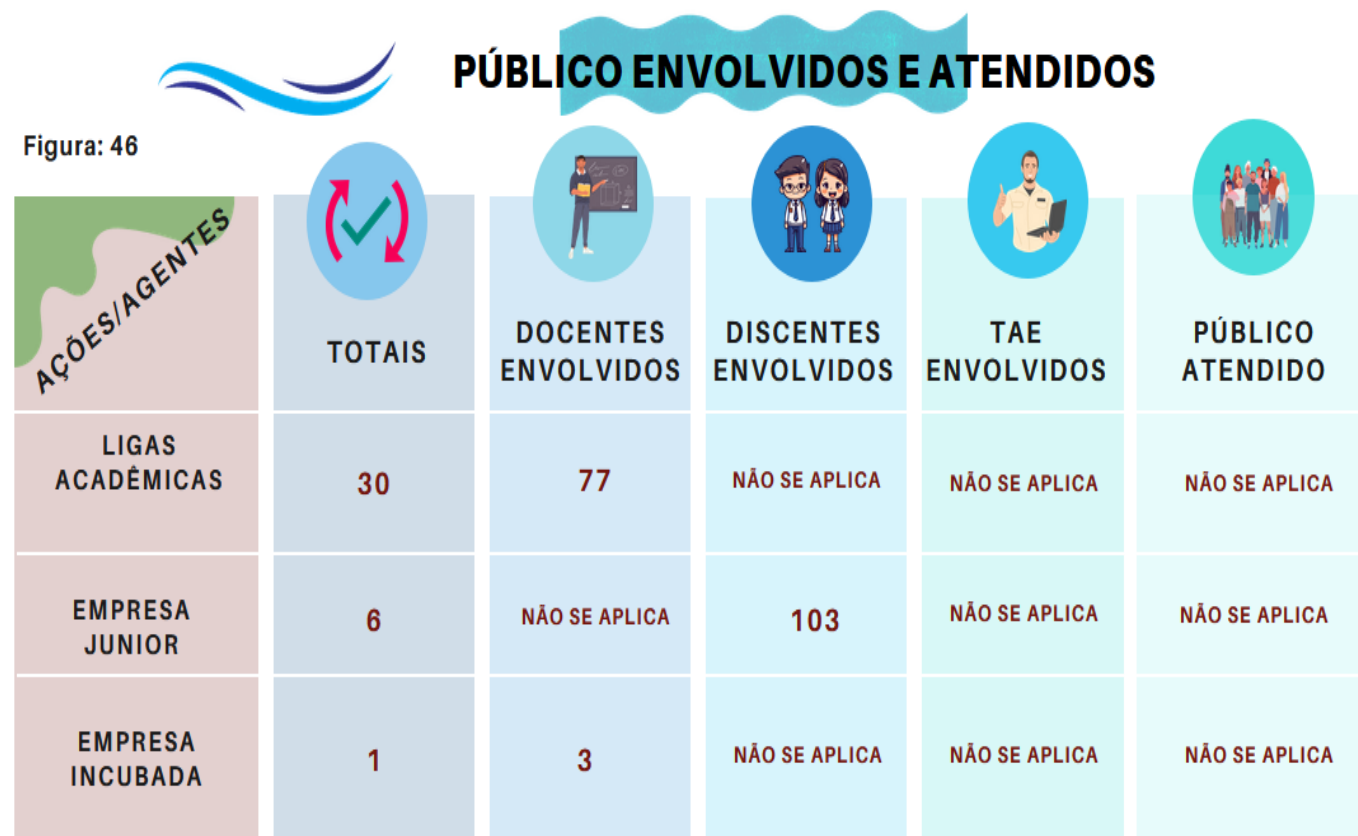 PÚBLICO ENVOLVIDOS E ATENDIDOS
Figura: 46
AÇÕES/AGENTES
TOTAIS
DOCENTES
ENVOLVIDOS
DISCENTES
ENVOLVIDOS
TAE
ENVOLVIDOS
PÚBLICO
ATENDIDO
LIGAS
ACADÊMICAS
30
77
NÃO SE APLICA
NÃO SE APLICA
NÃO SE APLICA
EMPRESA
JUNIOR
6
NÃO SE APLICA
103
NÃO SE APLICA
NÃO SE APLICA
EMPRESA
INCUBADA
1
3
NÃO SE APLICA
NÃO SE APLICA
NÃO SE APLICA